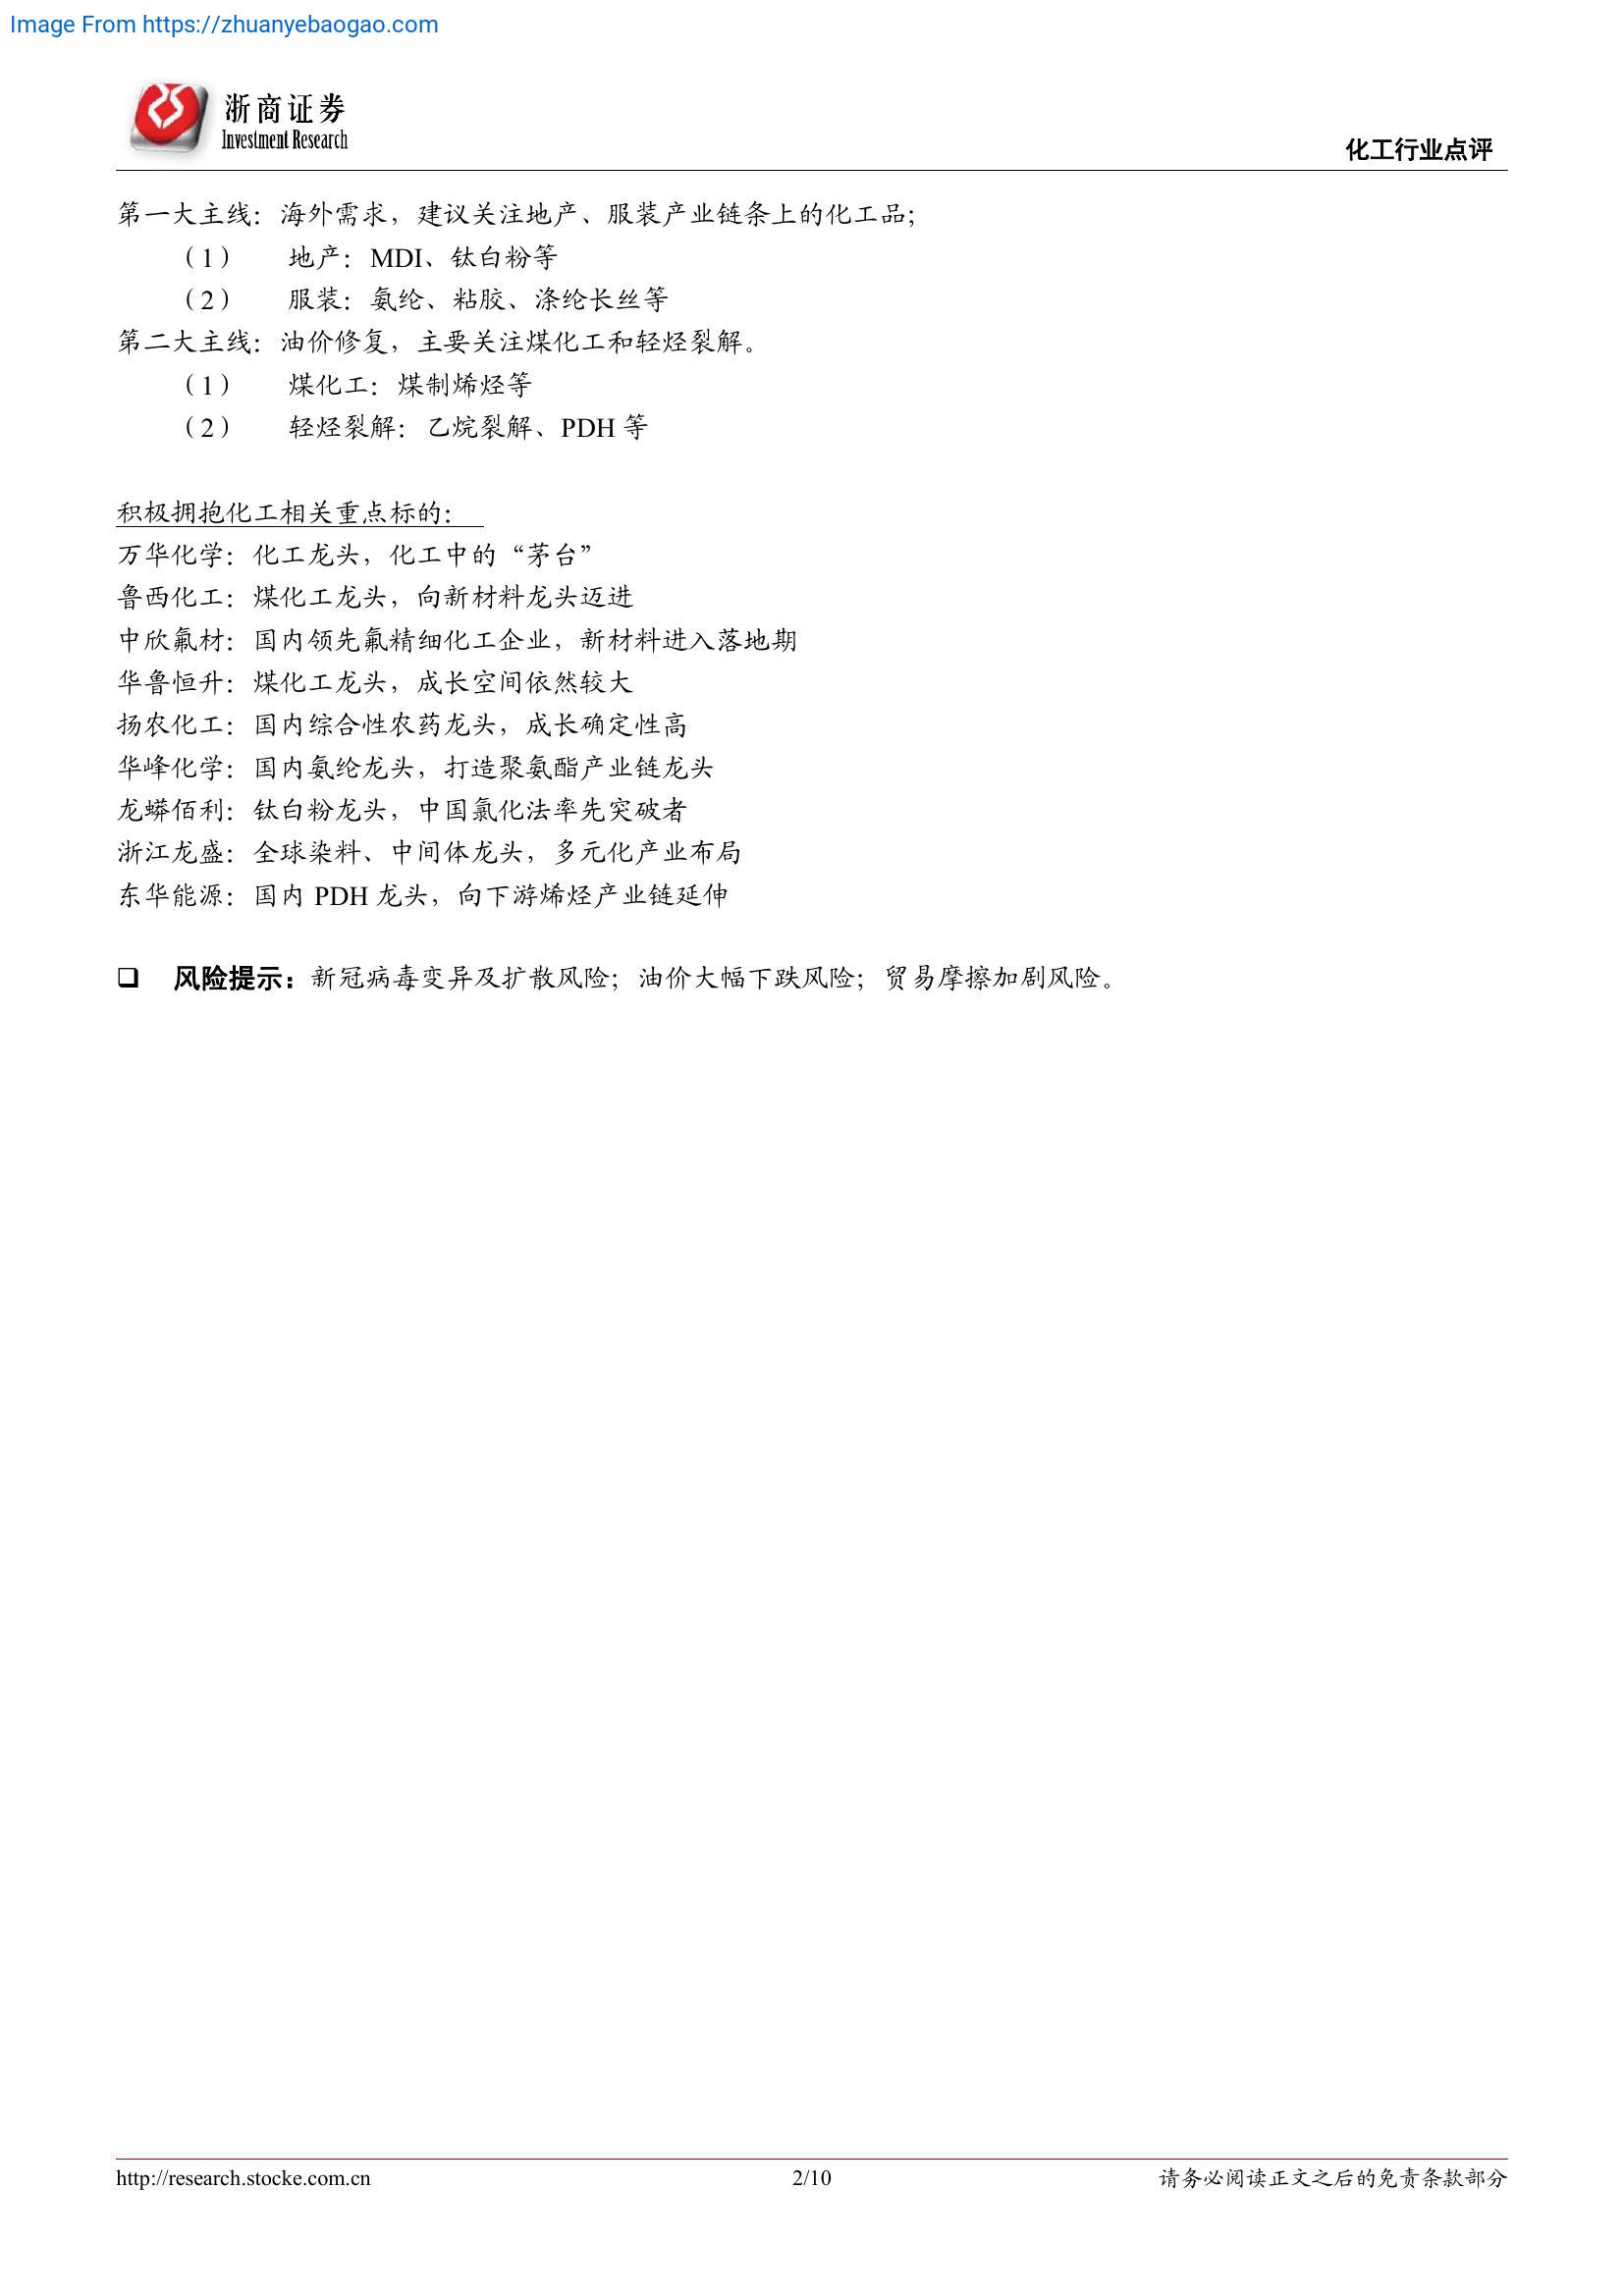 Image From https://zhuanyebaogao.com
浙商证券
Investment Research
化工行业点评
第一大主线：海外需求，建议关注地产、服装产业链条上的化工品；
（1） 地产：MDI、钛白粉等
（2） 服装：氨纶、粘胶、涤纶长丝等
第二大主线：油价修复，主要关注煤化工和轻烃裂解。
（1） 煤化工：煤制烯烃等
（2） 轻烃裂解：乙烷裂解、PDH 等
积极拥抱化工相关重点标的：
万华化学：化工龙头，化工中的“茅台”
鲁西化工：煤化工龙头，向新材料龙头迈进
中欣氟材：国内领先氟精细化工企业，新材料进入落地期
华鲁恒升：煤化工龙头，成长空间依然较大
扬农化工：国内综合性农药龙头，成长确定性高
华峰化学：国内氨纶龙头，打造聚氨酯产业链龙头
龙蟒佰利：钛白粉龙头，中国氯化法率先突破者
浙江龙盛：全球染料、中间体龙头，多元化产业布局
东华能源：国内 PDH 龙头，向下游烯烃产业链延伸
❑ 风险提示：新冠病毒变异及扩散风险；油价大幅下跌风险；贸易摩擦加剧风险。
http://research.stocke.com.cn
2/10
请务必阅读正文之后的免责条款部分